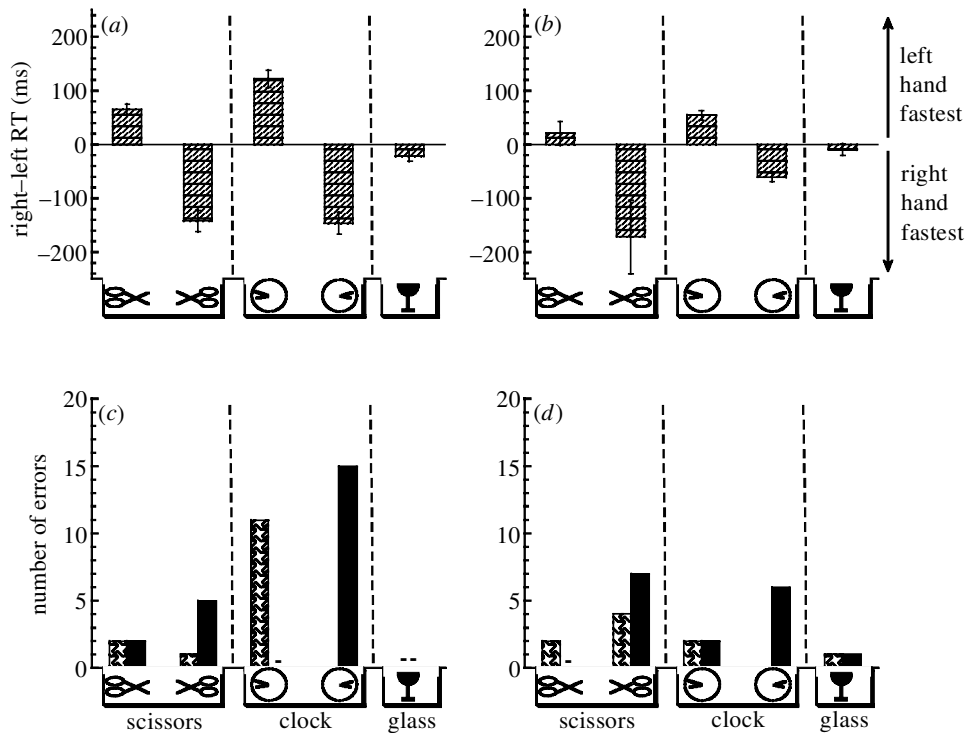 (a)
(b)
200
100
0
−100
−200
right–left RT (ms)
200
100
0
−100
−200
left
hand
fastest
right
hand
fastest
(c)
(d)
20
15
10
5
0
number of errors
20
15
10
5
0
scissors
clock
glass
scissors
clock
glass